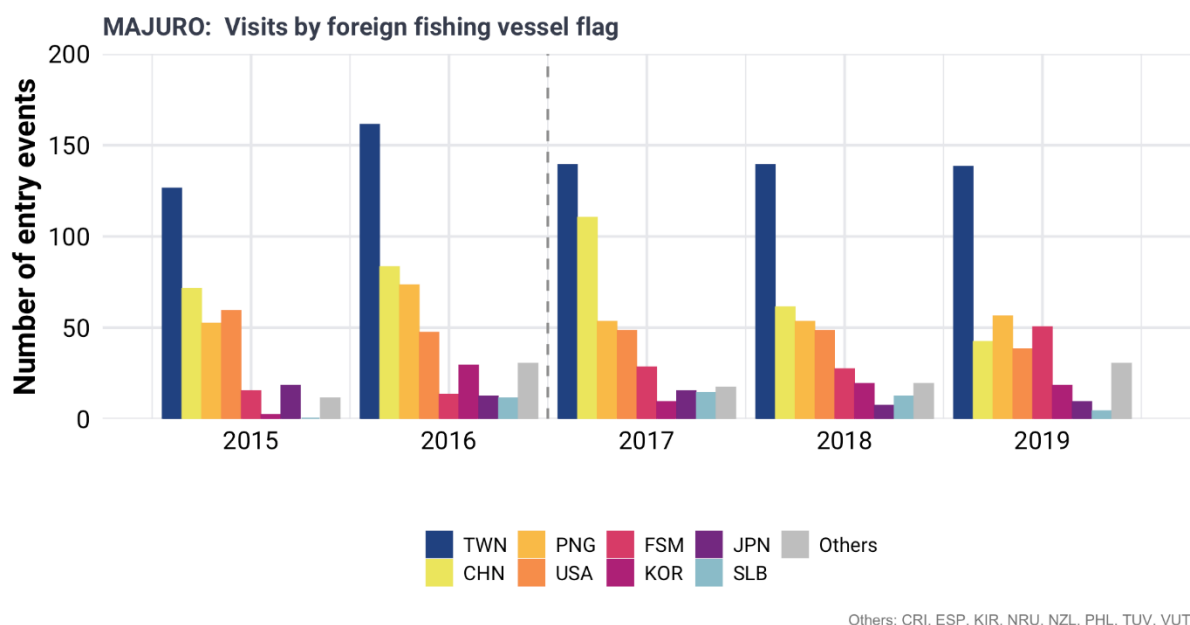 MAJURO:  Visits by foreign fishing vessel flag
Number of entry events
200
150
100
50
0
2015 2016 2017 2018 2019
TWN PNG FSM JPN Others
CHN USA KOR SLB
Others: CRI, ESP, KIR, NRU, NZL, PHL, TUV, VUT